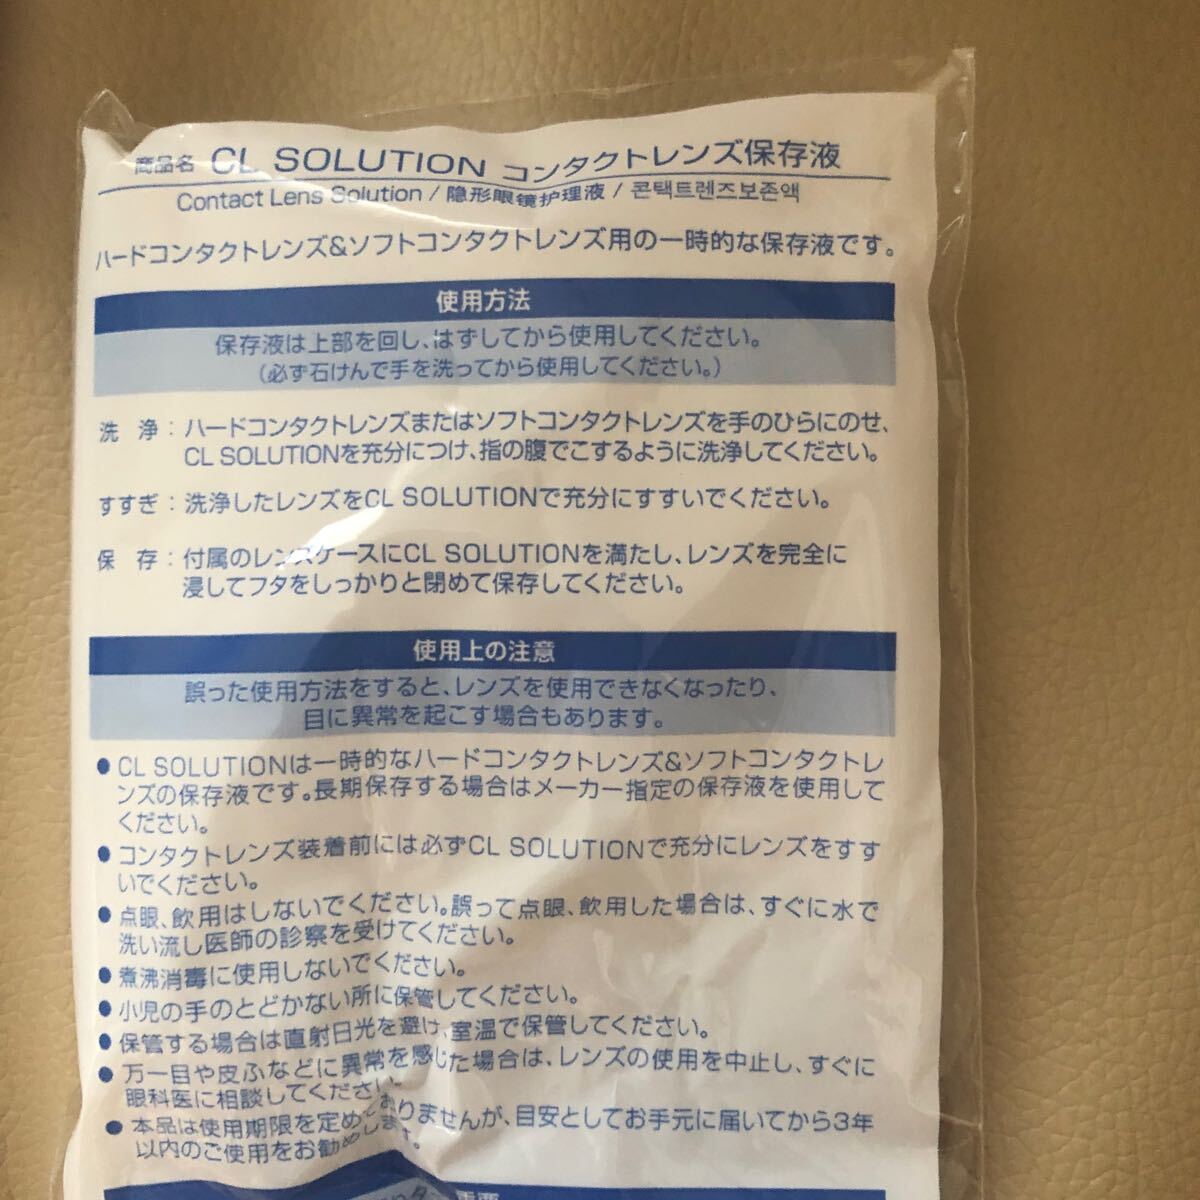 商品名 CL SOLUTION コンタクトレンズ保存液
Contact Lens Solution / 隐形眼镜护理液 / 콘택트렌즈보존액
ハードコンタクトレンズ&ソフトコンタクトレンズ用の一時的な保存液です。
使用方法
保存液は上部を回し、はずしてから使用してください。
(必ず石けんで手を洗ってから使用してください。)
洗 浄：ハードコンタクトレンズまたはソフトコンタクトレンズを手のひらにのせ、
CL SOLUTIONを充分につけ、指の腹でこするように洗浄してください。
すすぎ：洗浄したレンズをCL SOLUTIONで充分にすすいでください。
保 存：付属のレンズケースにCL SOLUTIONを満たし、レンズを完全に
浸してフタをしっかりと閉めて保存してください。
使用上の注意
誤った使用方法をすると、レンズを使用できなくなったり、
目に異常を起こす場合もあります。
●CL SOLUTIONは一時的なハードコンタクトレンズ&ソフトコンタクトレ
ンズの保存液です。長期保存する場合はメーカー指定の保存液を使用して
ください。
●コンタクトレンズ装着前には必ずCL SOLUTIONで充分にレンズをすす
いでください。
●点眼、飲用はしないでください。誤って点眼、飲用した場合は、すぐに水で
洗い流し医師の診察を受けてください。
●煮沸消毒に使用しないでください。
●小児の手のとどかない所に保管してください。
●保管する場合は直射日光を避け、室温で保管してください。
●万一目や皮ふなどに異常を感じた場合は、レンズの使用を中止し、すぐに
眼科医に相談してください。
●本品は使用期限を定めておりませんが、目安としてお手元に届いてから3年
以内のご使用をお勧めします。